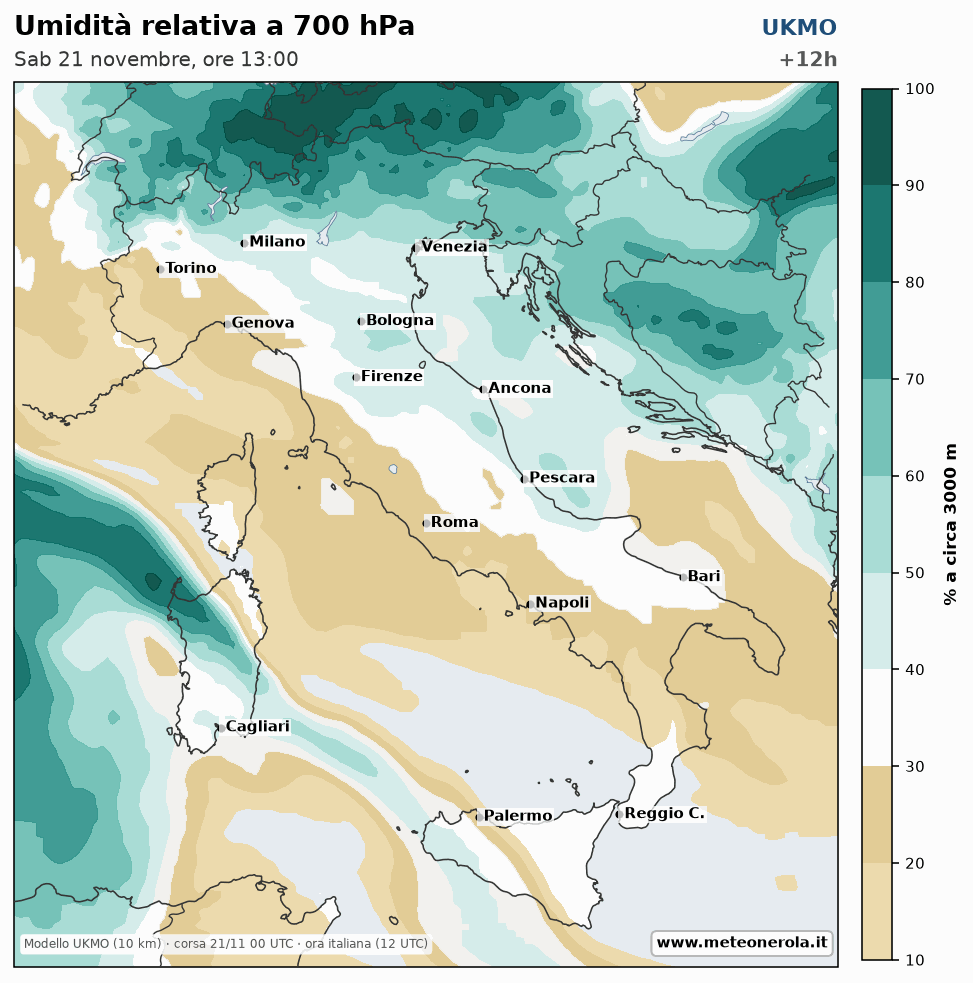 Umidità relativa a 700 hPa
UKMO
Sab 21 novembre, ore 13:00
+12h
Milano
Venezia
Torino
Genova
Bologna
Firenze
Ancona
Pescara
Roma
Bari
Napoli
Cagliari
Palermo
Reggio C.
100
90
80
70
60
50
40
30
20
10
% a circa 3000 m
Modello UKMO (10 km) · corsa 21/11 00 UTC · ora italiana (12 UTC)
www.meteonerola.it